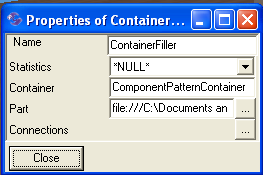 Properties of Container...
Name ContainerFiller
Statistics *NULL*
Container ComponentPatternContainer
Part file:///C:\Documents an ...
Connections ...
Close